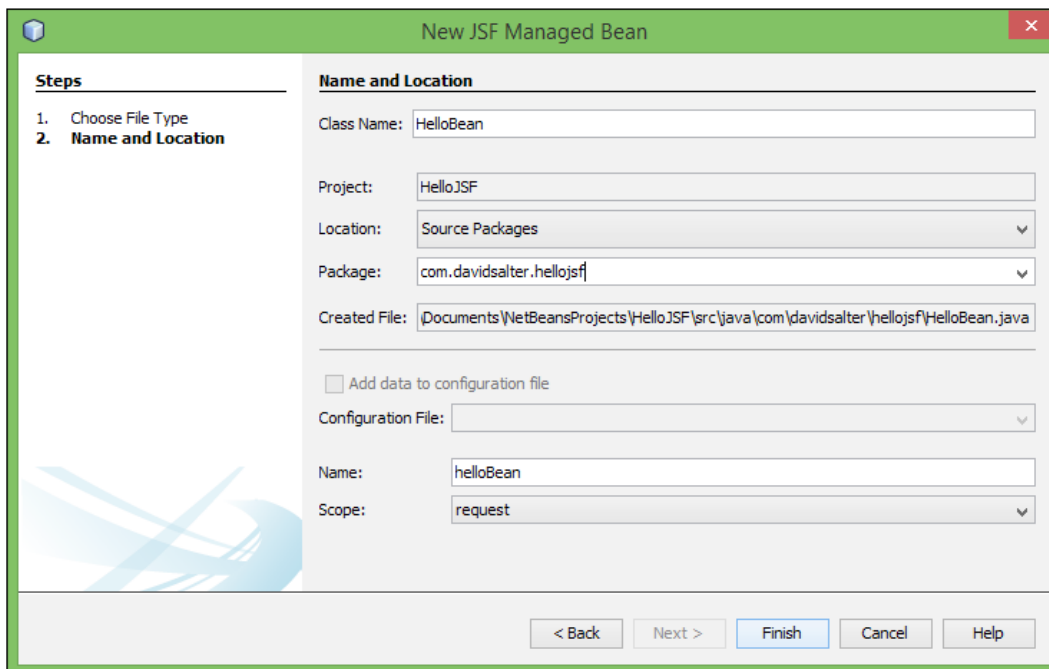 New JSF Managed Bean
Steps
1. Choose File Type
2. Name and Location
Name and Location
Class Name: HelloBean
Project: HelloJSF
Location: Source Packages
Package: com.davidsalter.hellojsf
Created File: \Documents\NetBeansProjects\HelloJSF\src\java\com\davidsalter\hellojsf\HelloBean.java
Add data to configuration file
Configuration File:
Name: helloBean
Scope: request
< Back Next > Finish Cancel Help